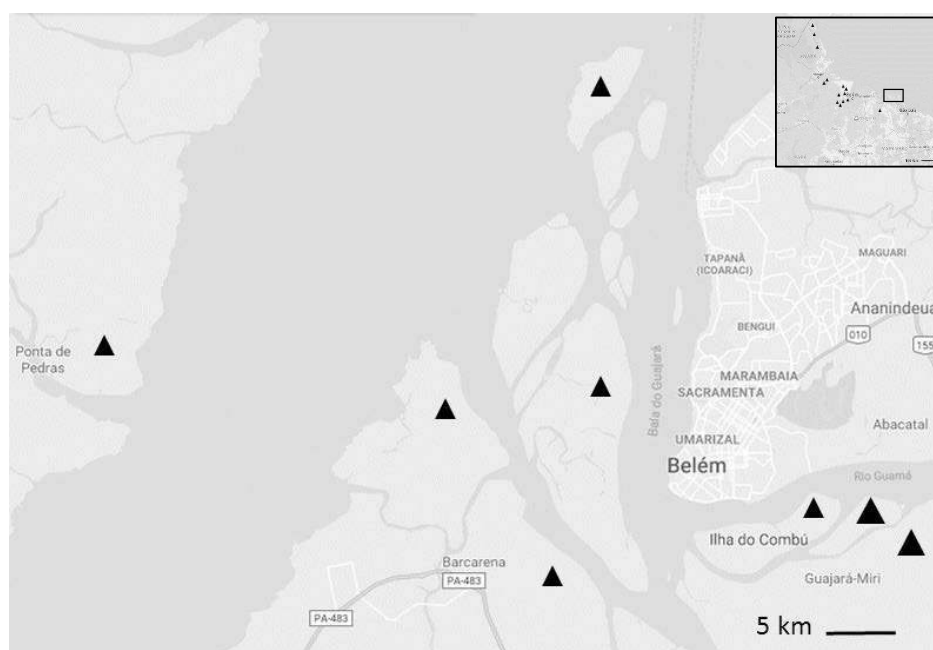 TAPANÃ
(ICOARACI)
MAGUARI
Ananindeua
BENGUI
010
155
Ponta de
Pedras
MARAMBAIA
SACRAMENTA
Baía do Guajará
Abacatal
UMARIZAL
Belém
Rio Guamá
Ilha do Combú
Barcarena
PA-483
Guajará-Miri
PA-483
5 km